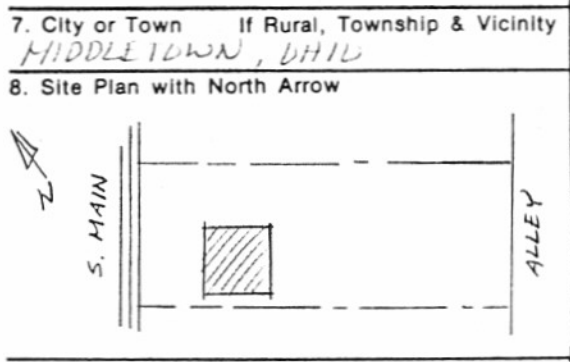 7. City or Town If Rural, Township & Vicinity
MIDDLETOWN, OHIO
8. Site Plan with North Arrow
N
S. MAIN
ALLEY